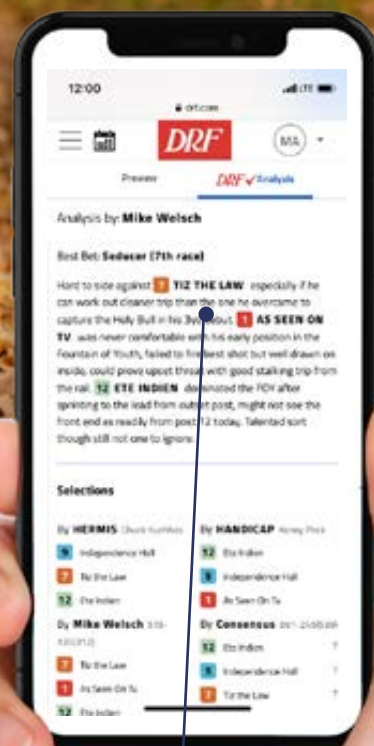 12:00
LTE
drf.com
DRF
MA
Preview
DRF Analysis
Analysis by: Mike Welsch
Best Bet: Seducer (7th race)
Hard to side against 7 TIZ THE LAW especially if he
can work out cleaner trip than the one he overcame to
capture the Holy Bull in his 3yo debut. 1 AS SEEN ON
TV was never comfortable with his early position in the
Fountain of Youth, failed to fire best shot but well drawn on
inside, could prove upset threat with good stalking trip from
the rail. 12 ETE INDIEN dominated the FOY after
sprinting to the lead from outset post, might not see the
front end as readily from post 12 today. Talented sort
though still not one to ignore.
Selections
By HERMIS
9 Independence Hall
7 Tiz the Law
12 Ete Indien
By HANDICAP
12 Ete Indien
9 Independence Hall
1 As Seen On Tv
By Mike Welsch
7 Tiz the Law
1 As Seen On Tv
12 Ete Indien
By Consensus
12 Ete Indien 7
9 Independence Hall 7
7 Tiz the Law 7